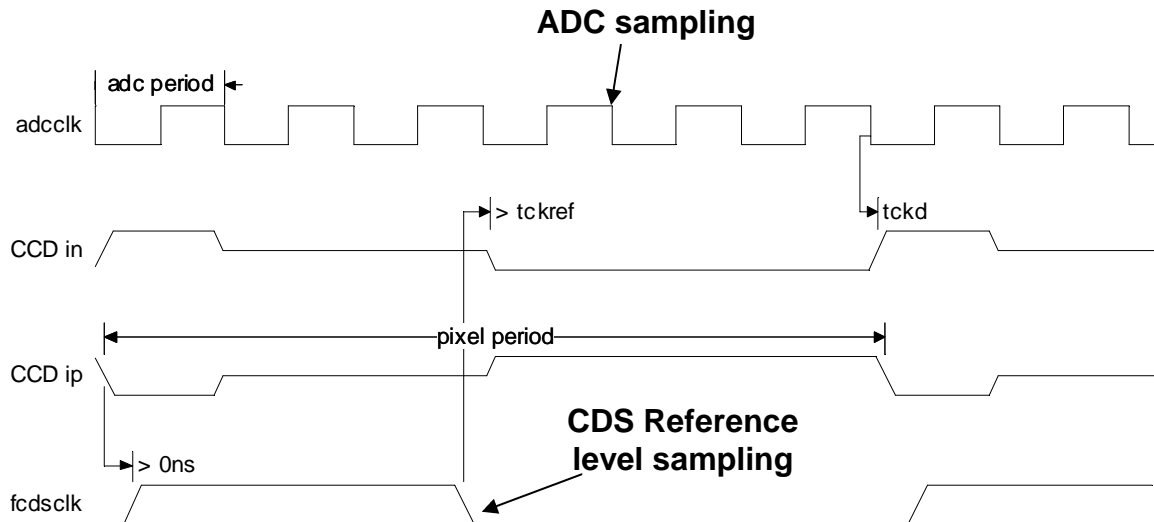 ADC sampling
adc period
adcclk
> tckref
tckd
CCD in
pixel period
CCD ip
CDS Reference
level sampling
> 0ns
fcdsclk